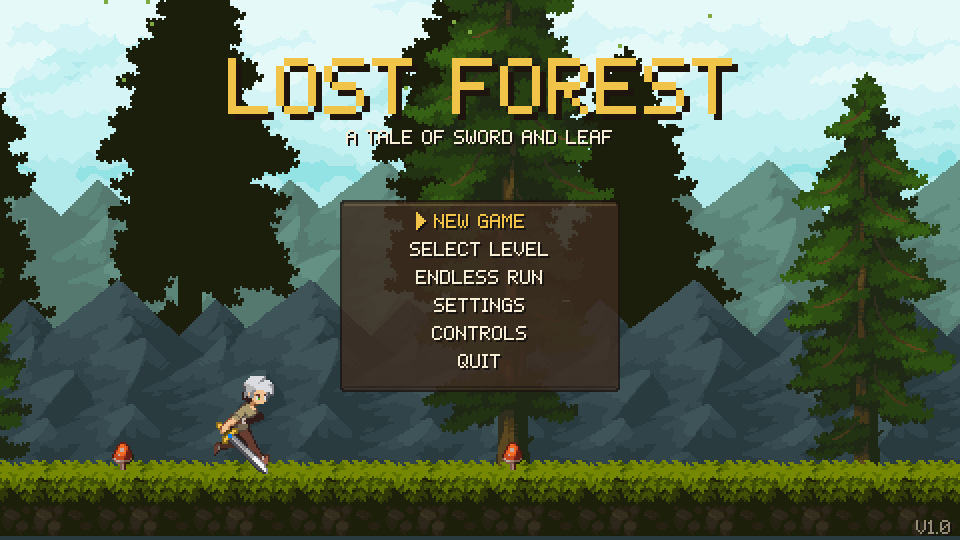 LOST FOREST
A TALE OF SWORD AND LEAF
NEW GAME
SELECT LEVEL
ENDLESS RUN
SETTINGS
CONTROLS
QUIT
V1.0